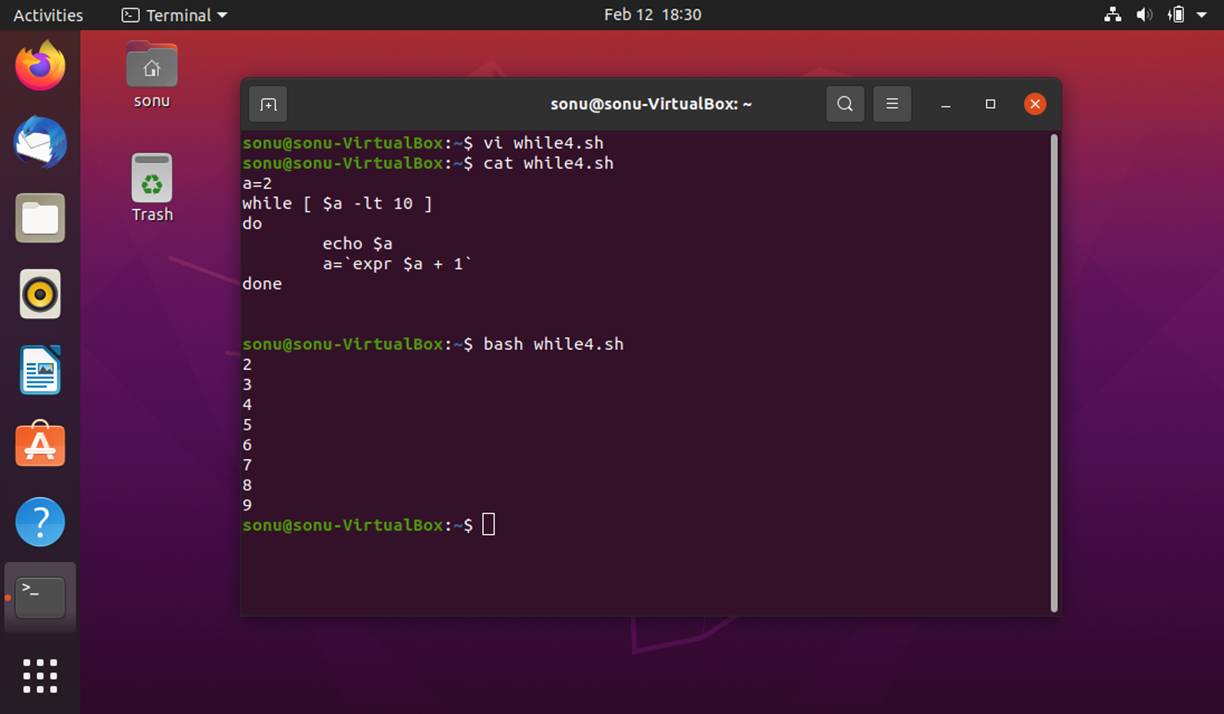 Activities
Terminal
Feb 12 18:30
sonu
Trash
sonu@sonu-VirtualBox: ~
sonu@sonu-VirtualBox:~$ vi while4.sh
sonu@sonu-VirtualBox:~$ cat while4.sh
a=2
while [ $a -lt 10 ]
do
        echo $a
        a=`expr $a + 1`
done
sonu@sonu-VirtualBox:~$ bash while4.sh
2
3
4
5
6
7
8
9
sonu@sonu-VirtualBox:~$